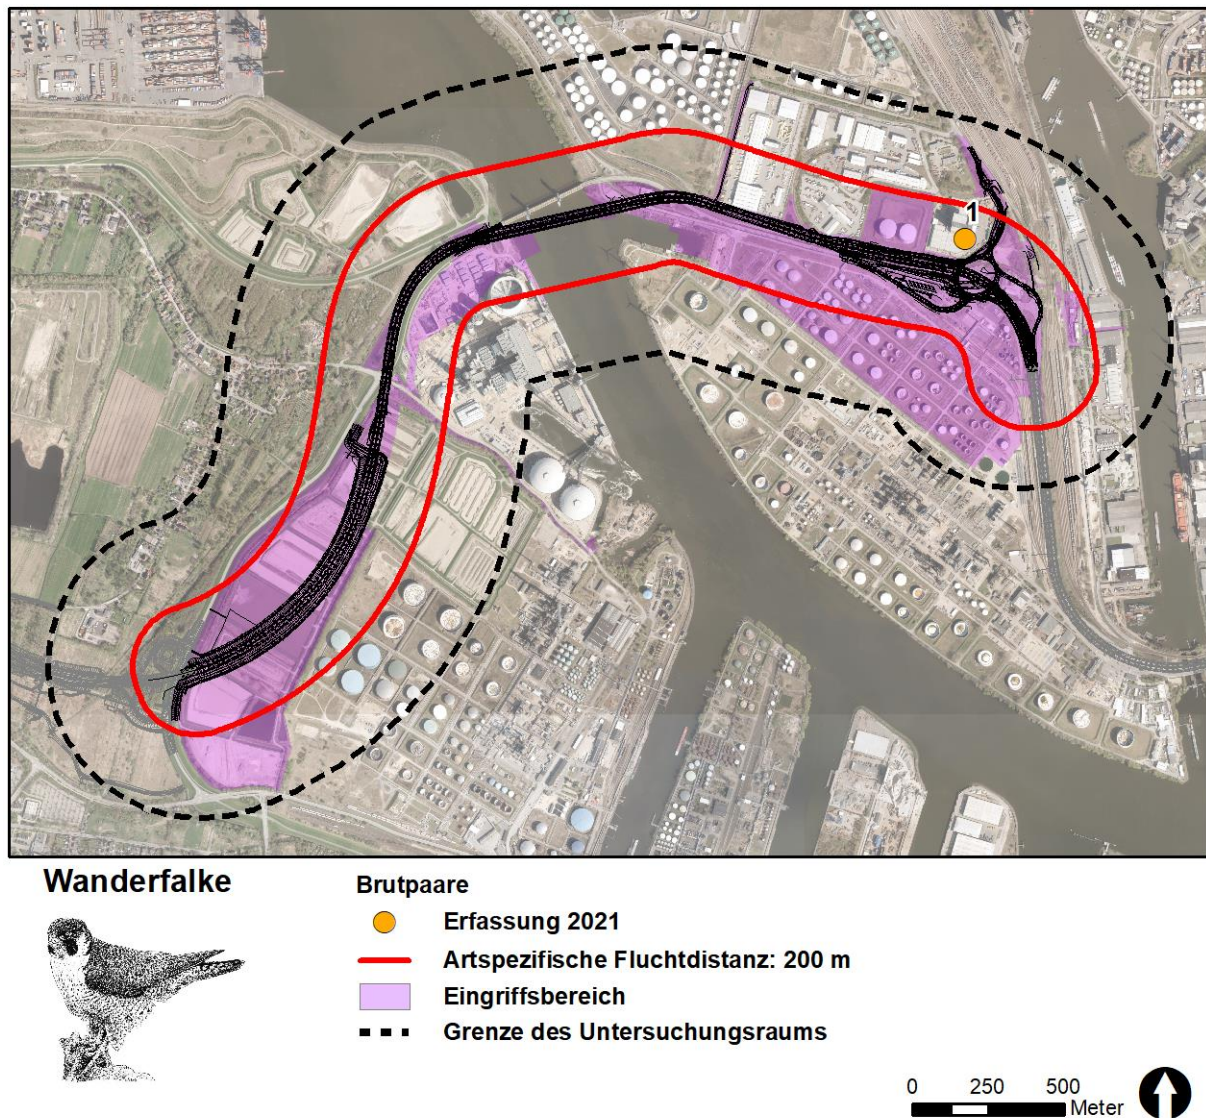 1
Wanderfalke
Brutpaare
Erfassung 2021
Artspezifische Fluchtdistanz: 200 m
Eingriffsbereich
Grenze des Untersuchungsraums
0 250 500
Meter